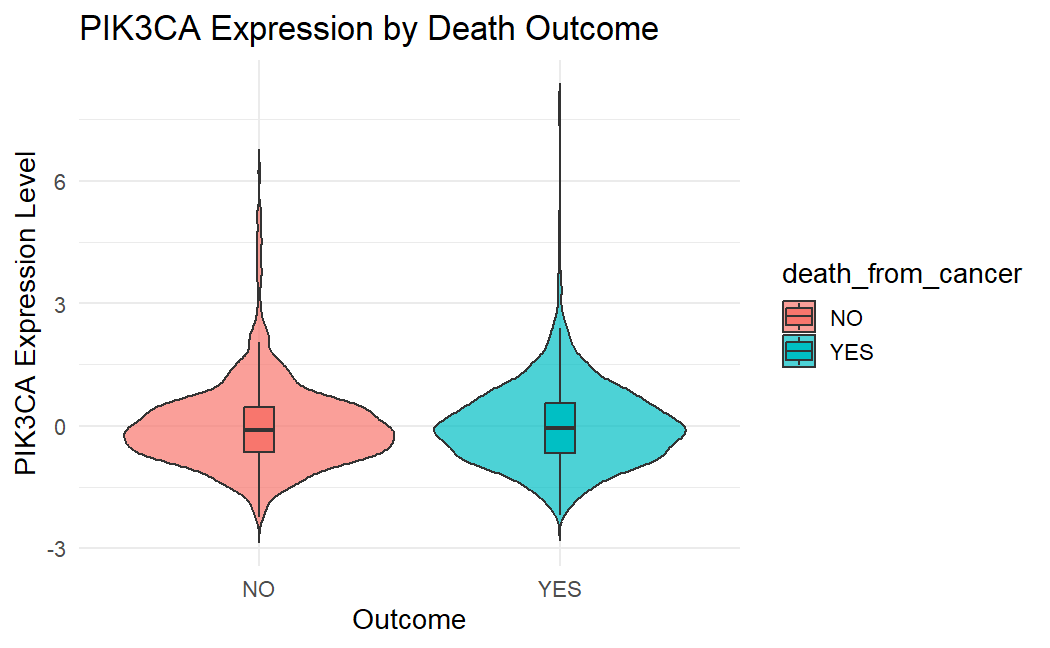 PIK3CA Expression by Death Outcome
PIK3CA Expression Level
6
3
0
-3
NO
YES
Outcome
death_from_cancer
NO
YES